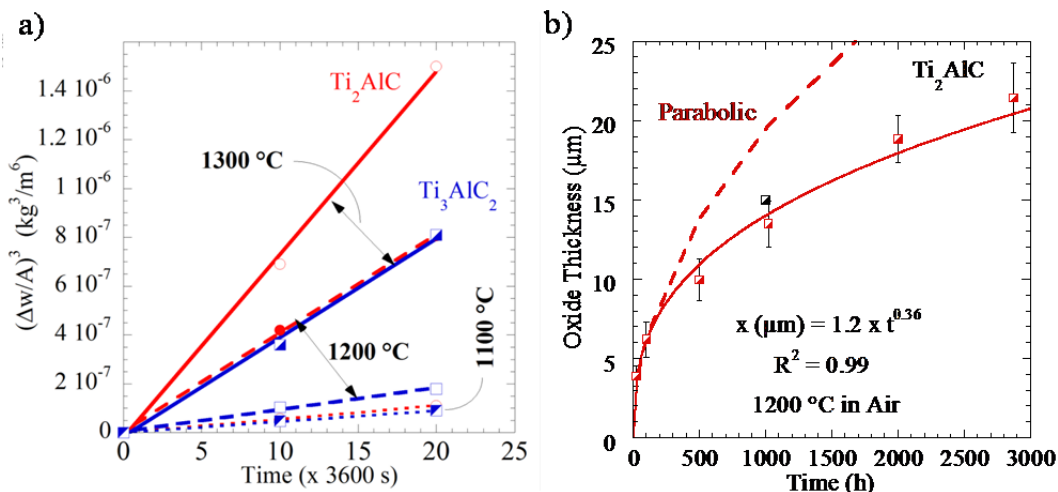 a)
1.4 10⁻⁶
1.2 10⁻⁶
1 10⁻⁶
8 10⁻⁷
6 10⁻⁷
4 10⁻⁷
2 10⁻⁷
0
(Δw/A)³ (kg³/m⁶)
Ti₂AlC
1300 °C
Ti₃AlC₂
1200 °C
1100 °C
0 5 10 15 20 25
Time (x 3600 s)
b)
25
20
15
10
5
0
Oxide Thickness (μm)
Ti₂AlC
Parabolic
x (μm) = 1.2 x t⁰·³⁶
R² = 0.99
1200 °C in Air
0 500 1000 1500 2000 2500 3000
Time (h)